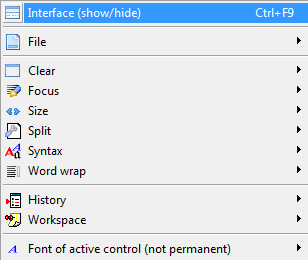 Interface (show/hide) Ctrl+F9
File
Clear
Focus
Size
Split
Syntax
Word wrap
History
Workspace
Font of active control (not permanent)